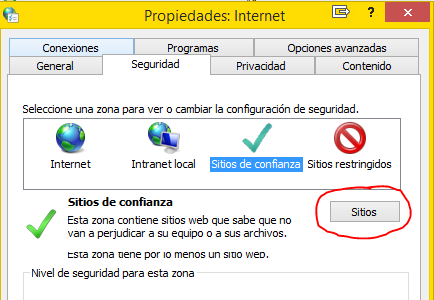 Propiedades: Internet
Conexiones Programas Opciones avanzadas
General Seguridad Privacidad Contenido
Seleccione una zona para ver o cambiar la configuración de seguridad.
Internet Intranet local Sitios de confianza Sitios restringidos
Sitios de confianza
Sitios
Esta zona contiene sitios web que sabe que no
van a perjudicar a su equipo o a sus archivos.
Esta zona tiene por lo menos un sitio web.
Nivel de seguridad para esta zona